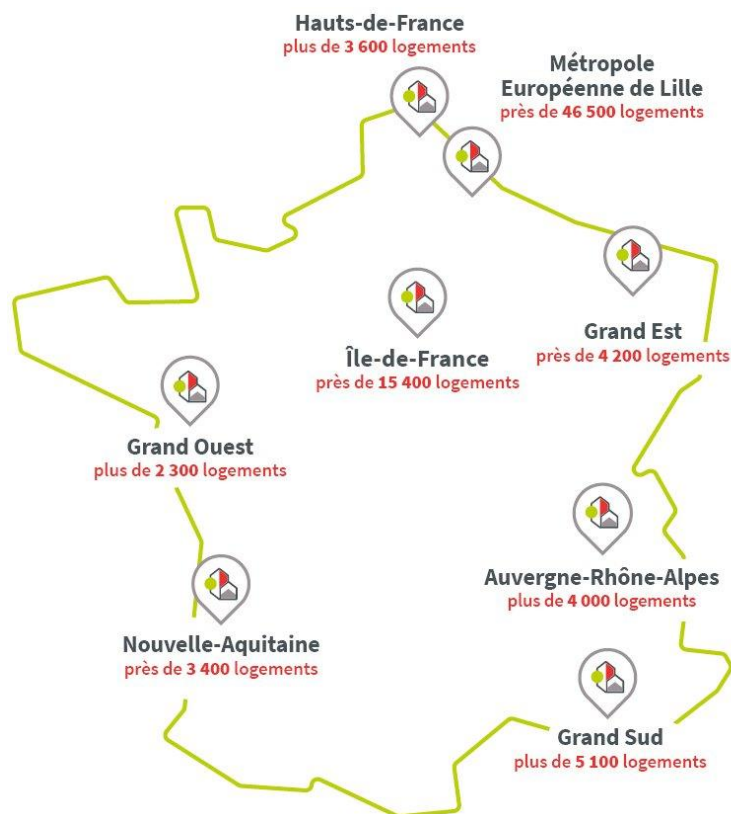 Hauts-de-France
plus de 3 600 logements
Métropole
Européenne de Lille
près de 46 500 logements
Grand Est
près de 4 200 logements
Île-de-France
près de 15 400 logements
Grand Ouest
plus de 2 300 logements
Auvergne-Rhône-Alpes
plus de 4 000 logements
Nouvelle-Aquitaine
près de 3 400 logements
Grand Sud
plus de 5 100 logements